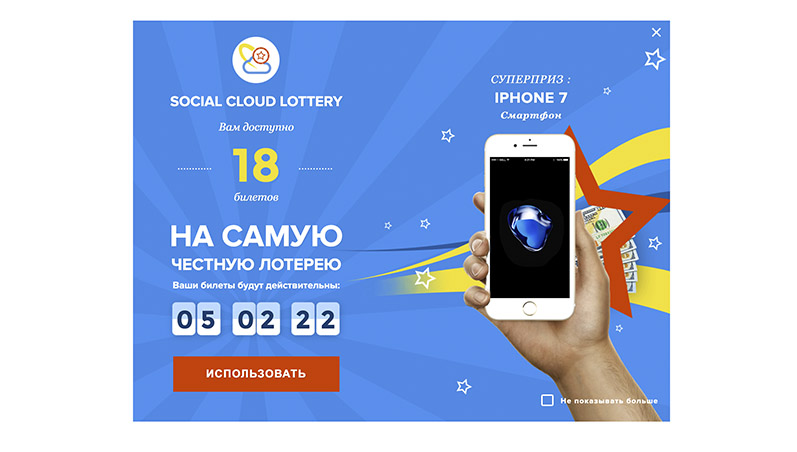 SOCIAL CLOUD LOTTERY
Вам доступно
18
билетов
НА САМУЮ
ЧЕСТНУЮ ЛОТЕРЕЮ
Ваши билеты будут действительны:
05 02 22
ИСПОЛЬЗОВАТЬ
СУПЕРПРИЗ :
IPHONE 7
Смартфон
Не показывать больше